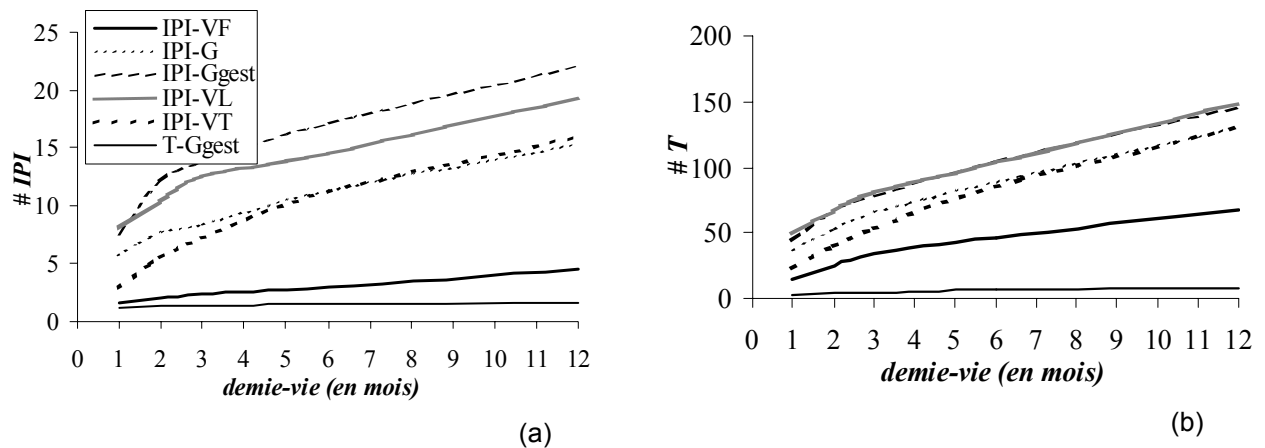 25
20
15
10
5
0
# IPI
IPI-VF
IPI-G
IPI-Ggest
IPI-VL
IPI-VT
T-Ggest
0 1 2 3 4 5 6 7 8 9 10 11 12
demie-vie (en mois)
(a)
200
150
100
50
0
# T
0 1 2 3 4 5 6 7 8 9 10 11 12
demie-vie (en mois)
(b)